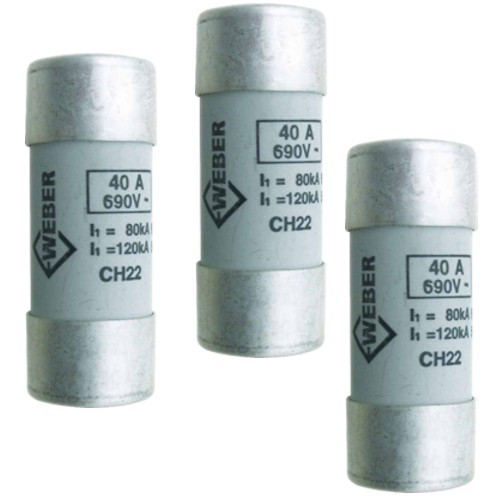 WEBER
40 A
690V~
I₁ = 80kA
I₁ =120kA
CH22
WEBER
40 A
690V~
I₁ = 80kA
I₁ =120kA
CH22
WEBER
40 A
690V~
I₁ = 80kA
I₁ =120kA
CH22